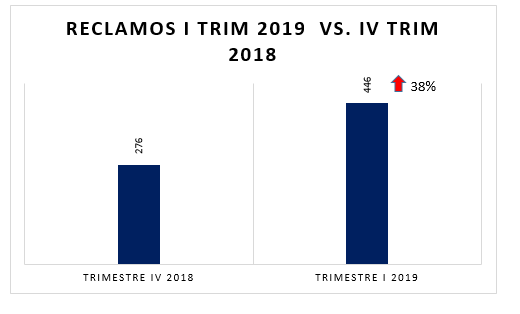 RECLAMOS I TRIM 2019 VS. IV TRIM
2018
276
446
38%
TRIMESTRE IV 2018
TRIMESTRE I 2019